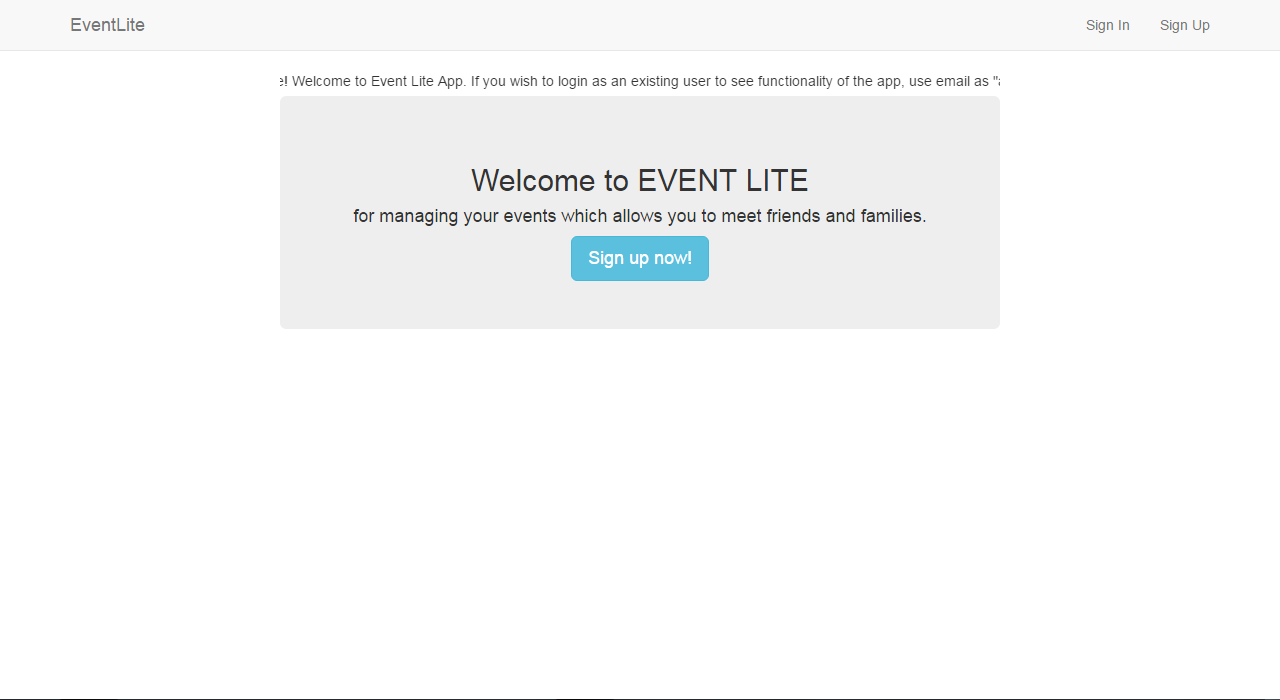 EventLite
Sign In Sign Up
! Welcome to Event Lite App. If you wish to login as an existing user to see functionality of the app, use email as "
Welcome to EVENT LITE
for managing your events which allows you to meet friends and families.
Sign up now!